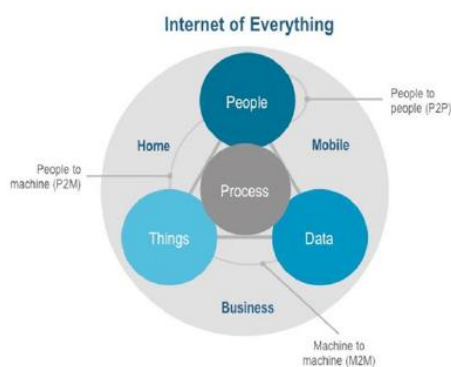 Internet of Everything
People
People to
people (P2P)
Home
Mobile
People to
machine (P2M)
Process
Things
Data
Business
Machine to
machine (M2M)